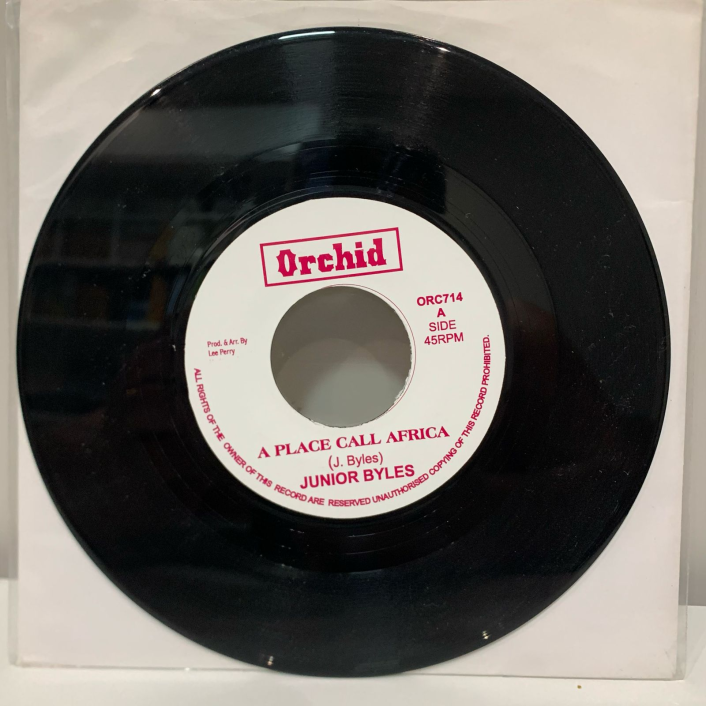 Orchid
ORC714
A
SIDE
45RPM
Prod. & Arr. By
Lee Perry
A PLACE CALL AFRICA
(J. Byles)
JUNIOR BYLES
ALL RIGHTS OF THE OWNER OF THIS RECORD ARE RESERVED UNAUTHORISED COPYING OF THIS RECORD PROHIBITED.